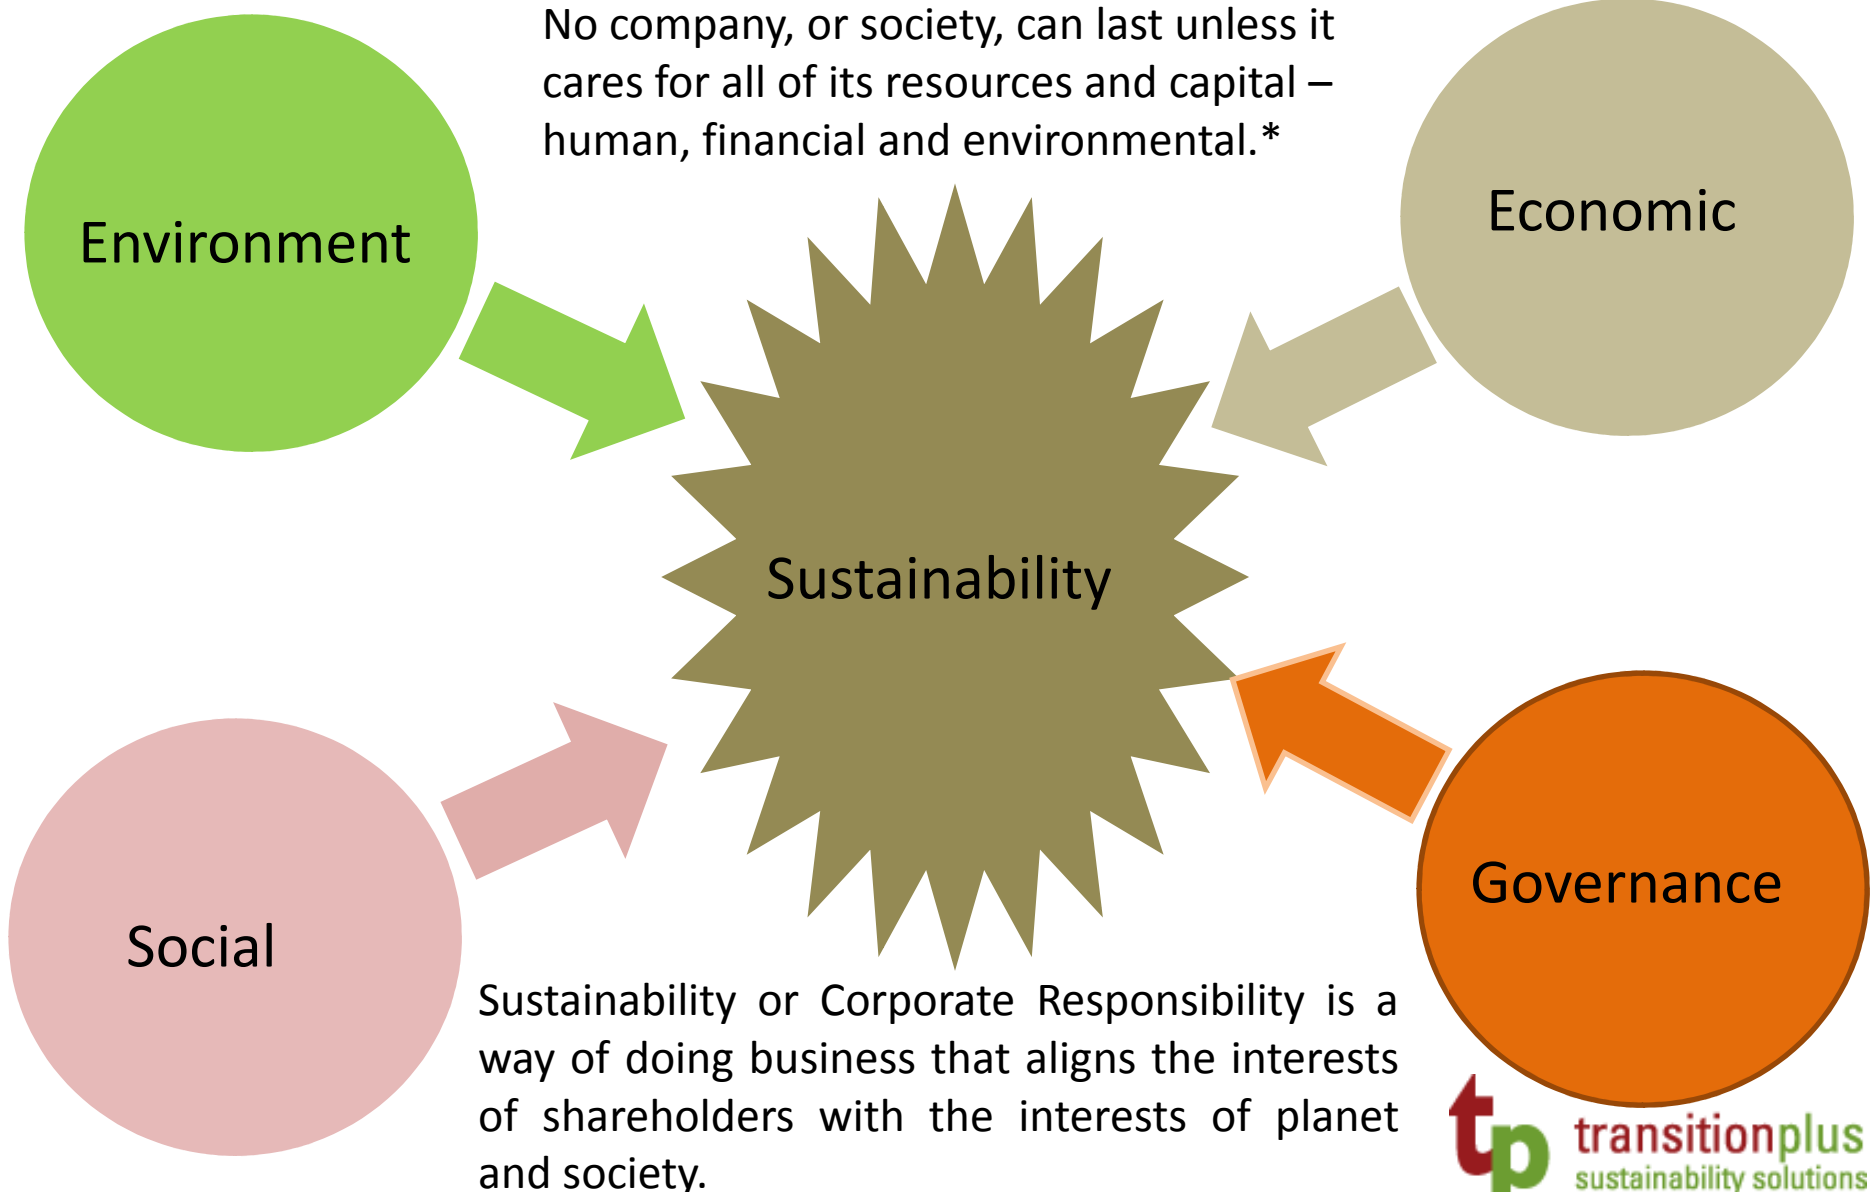 No company, or society, can last unless it
cares for all of its resources and capital –
human, financial and environmental.*
Environment
Economic
Sustainability
Social
Governance
Sustainability or Corporate Responsibility is a
way of doing business that aligns the interests
of shareholders with the interests of planet
and society.
tp
transitionplus
sustainability solutions